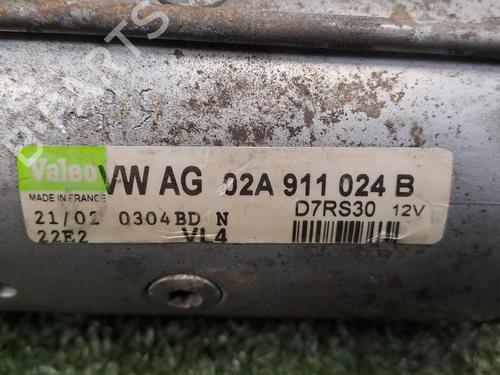 Valeo VW AG 02A 911 024 B
MADE IN FRANCE D7RS30 12V
21/02 0304BD N
22E2 VL4